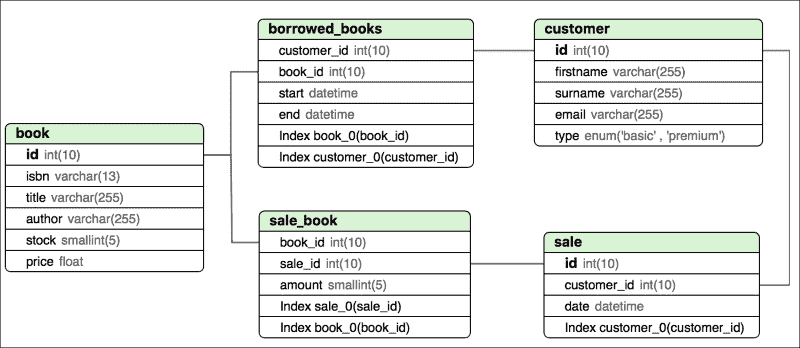 borrowed_books
customer_id int(10)
book_id int(10)
start datetime
end datetime
Index book_0(book_id)
Index customer_0(customer_id)
customer
id int(10)
firstname varchar(255)
surname varchar(255)
email varchar(255)
type enum('basic' , 'premium')
book
id int(10)
isbn varchar(13)
title varchar(255)
author varchar(255)
stock smallint(5)
price float
sale_book
book_id int(10)
sale_id int(10)
amount smallint(5)
Index sale_0(sale_id)
Index book_0(book_id)
sale
id int(10)
customer_id int(10)
date datetime
Index customer_0(customer_id)